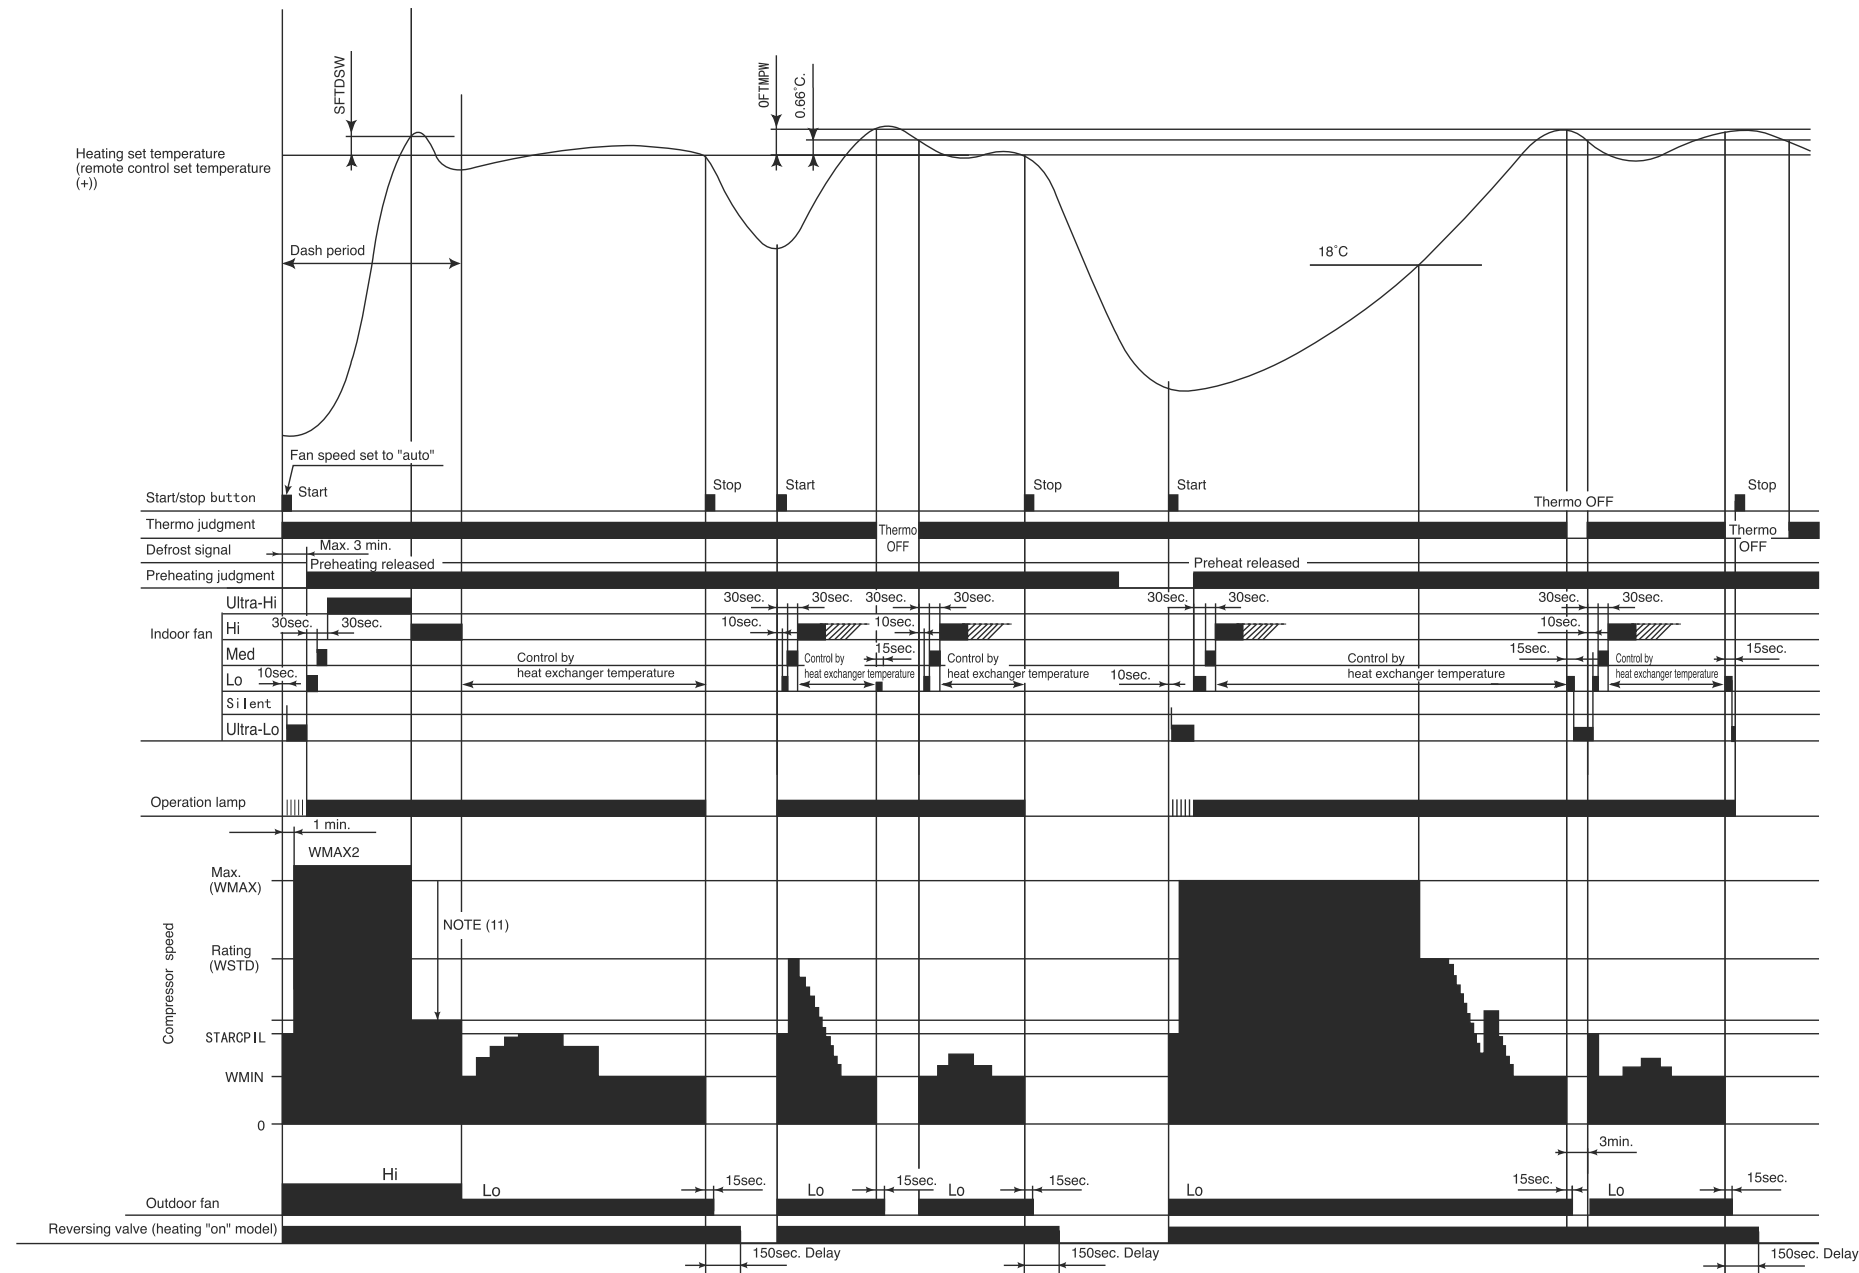 SFTDSW
OFTMPW
0.66°C.
Heating set temperature
(remote control set temperature
(+))
Dash period
18°C
Fan speed set to "auto"
Start/stop button
Start
Stop
Start
Stop
Start
Thermo OFF
Stop
Thermo judgment
Thermo
OFF
Thermo
OFF
Defrost signal
Max. 3 min.
Preheating judgment
Preheating released
Preheat released
Indoor fan
Ultra-Hi
30sec.
30sec.
30sec.
30sec.
30sec.
30sec.
30sec.
30sec.
Hi
30sec.
30sec.
10sec.
10sec.
10sec.
Med
Control by
heat exchanger temperature
Control by
heat exchanger temperature
15sec.
Control by
heat exchanger temperature
Control by
heat exchanger temperature
15sec.
Control by
heat exchanger temperature
15sec.
Lo
10sec.
10sec.
Silent
Ultra-Lo
Operation lamp
1 min.
WMAX2
Compressor speed
Max.
(WMAX)
NOTE (11)
Rating
(WSTD)
STARCPIL
WMIN
0
3min.
Outdoor fan
Hi
Lo
15sec.
Lo
15sec.
Lo
15sec.
Lo
15sec.
Lo
15sec.
Reversing valve (heating "on" model)
150sec. Delay
150sec. Delay
150sec. Delay